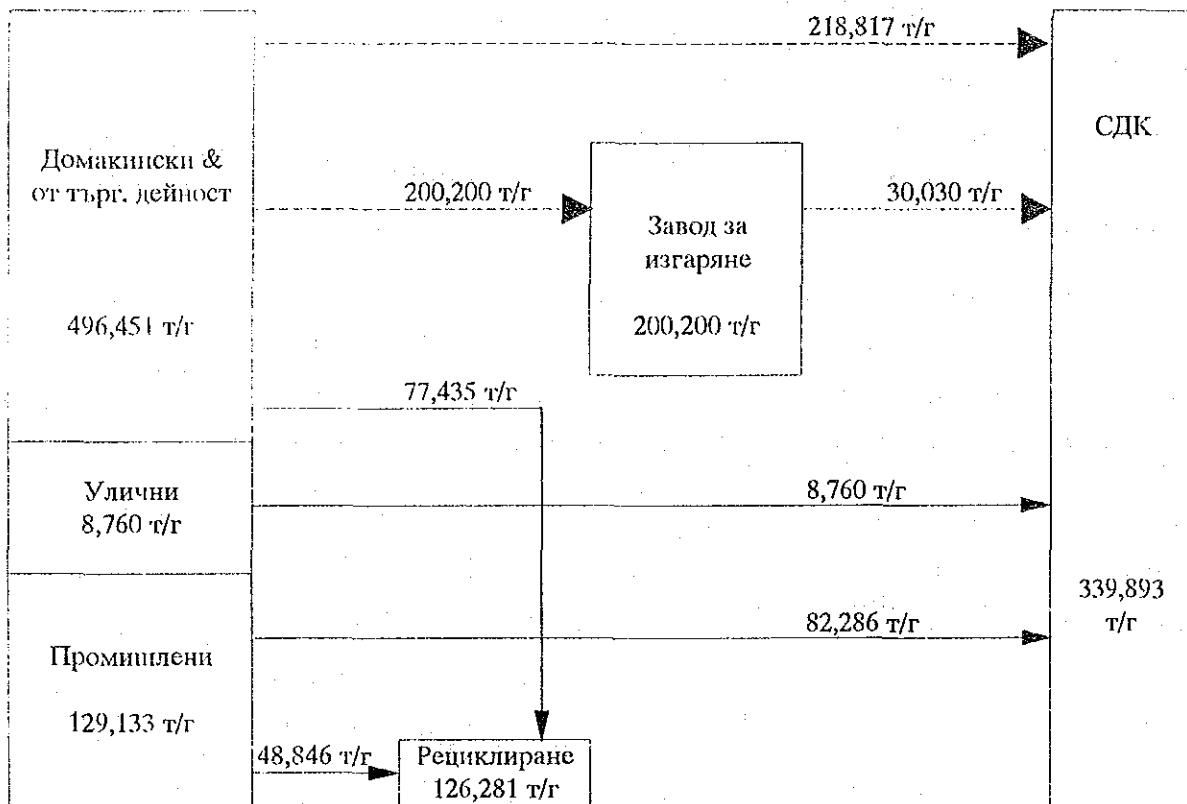 218,817 т/г
СДК
Домакински &
от търг. дейност
200,200 т/г
30,030 т/г
Завод за
изгаряне
496,451 т/г
200,200 т/г
77,435 т/г
Улични
8,760 т/г
8,760 т/г
339,893
т/г
82,286 т/г
Промишлени
129,133 т/г
48,846 т/г
Рециклиране
126,281 т/г